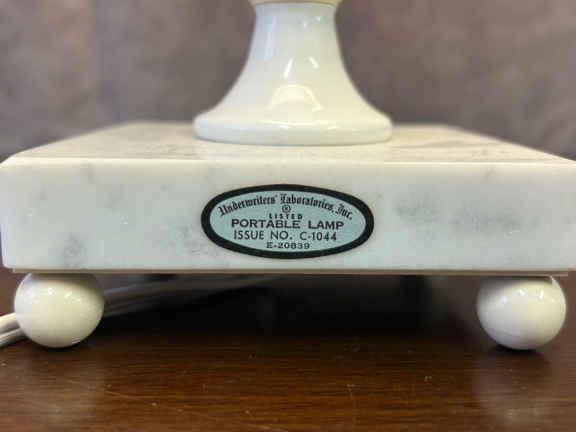 Underwriters' Laboratories, Inc.
®
LISTED
PORTABLE LAMP
ISSUE NO. C-1044
E-20839